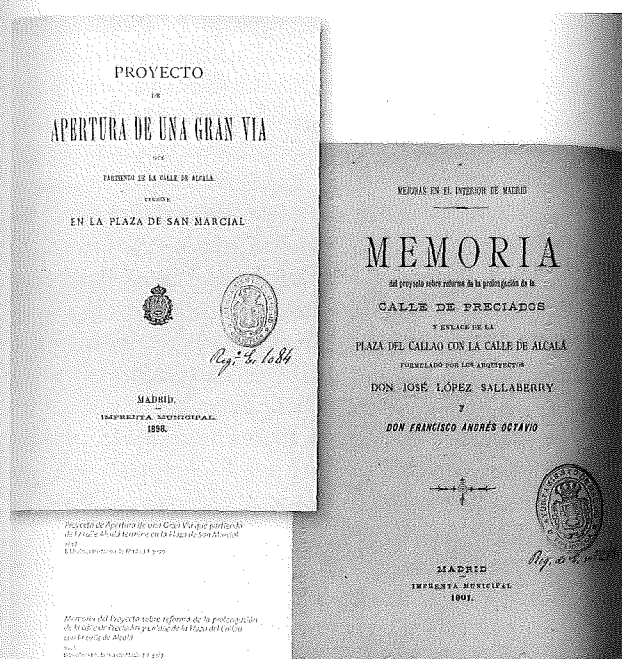 PROYECTO
DE
APERTURA DE UNA GRAN VIA
QUE
PARTIENDO DE LA CALLE DE ALCALÁ
TERMINE
EN LA PLAZA DE SAN MARCIAL
Reg.º G. 1084
MADRID.
IMPRENTA MUNICIPAL.
1898.
MEJORAS EN EL INTERIOR DE MADRID
MEMORIA
del proyecto sobre reforma de la prolongación de la
CALLE DE PRECIADOS
Y ENLACE DE LA
PLAZA DEL CALLAO CON LA CALLE DE ALCALÁ
FORMULADO POR LOS ARQUITECTOS
DON JOSÉ LÓPEZ SALLABERRY
Y
DON FRANCISCO ANDRÉS OCTAVIO
MADRID
IMPRENTA MUNICIPAL
1901.
Proyecto de Apertura de una Gran Vía que partiendo
de la calle Alcalá termine en la Plaza de San Marcial
Memoria del Proyecto sobre reforma de la prolongación
de la calle de Preciados y enlace de la Plaza del Callao
con la calle de Alcalá